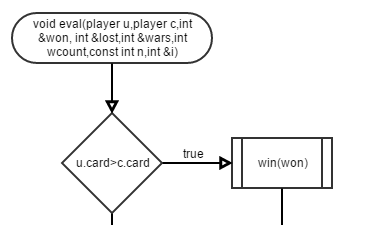 void eval(player u,player c,int
&won, int &lost,int &wars,int
wcount,const int n,int &i)
u.card>c.card
true
win(won)